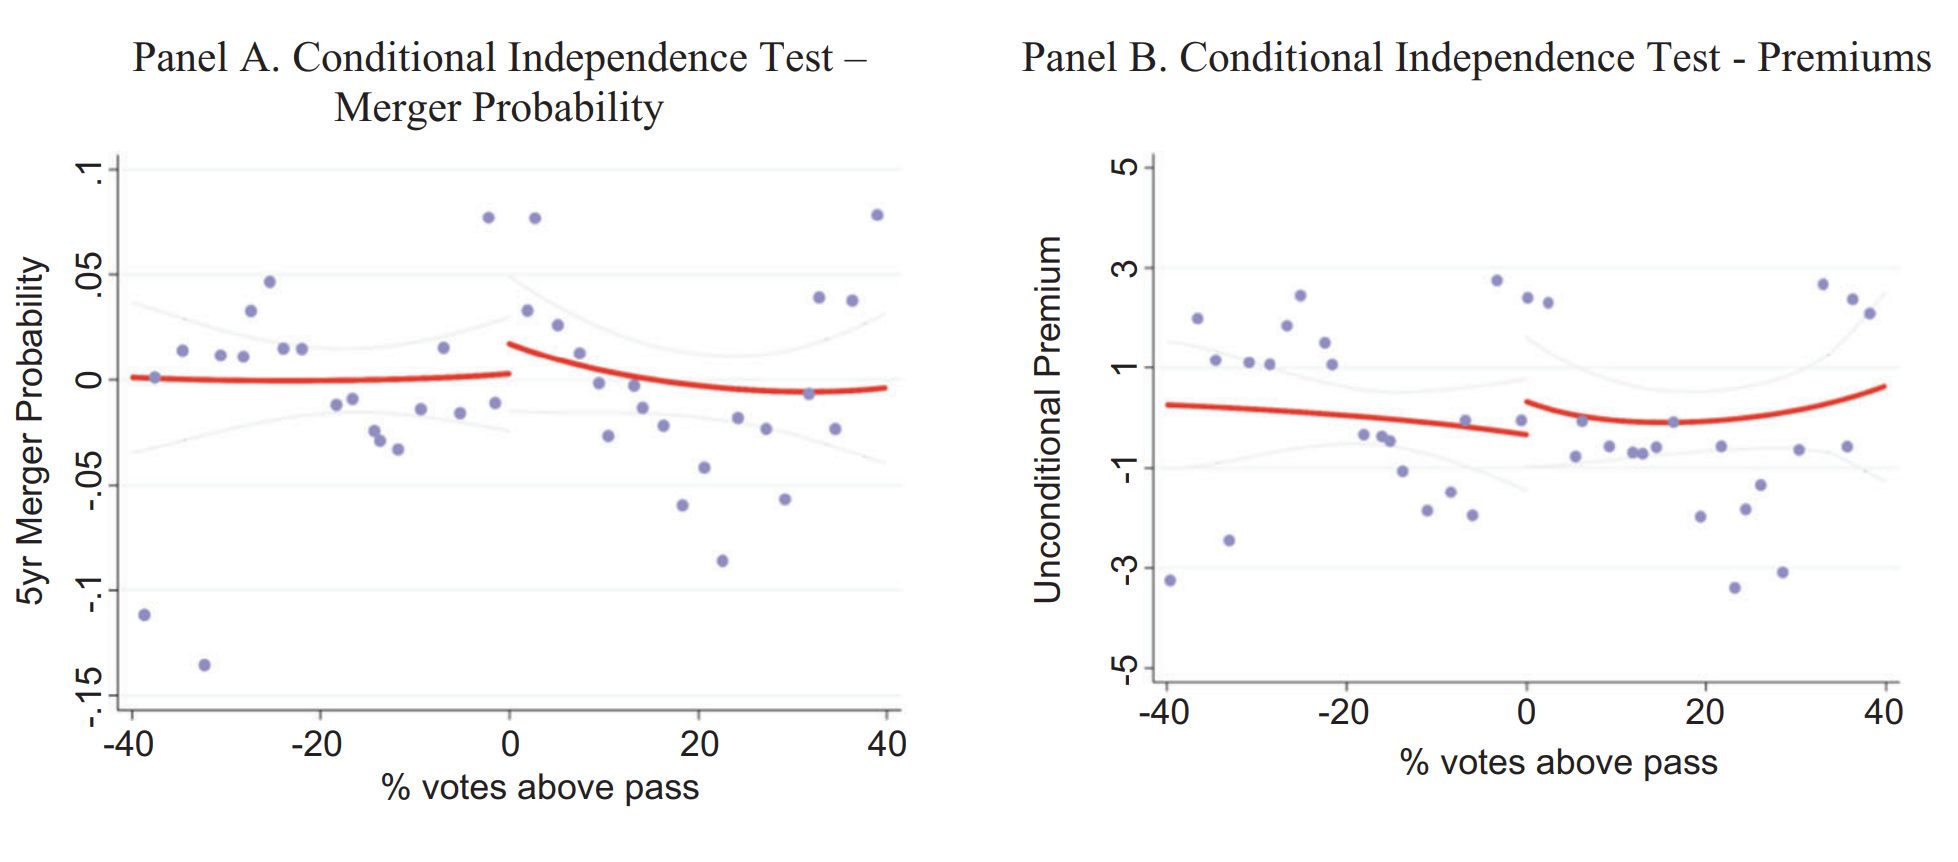 Panel A. Conditional Independence Test –
Merger Probability
5yr Merger Probability
.1
.05
0
-.05
-.1
-.15
-40 -20 0 20 40
% votes above pass
Panel B. Conditional Independence Test - Premiums
Unconditional Premium
5
3
1
-1
-3
-5
-40 -20 0 20 40
% votes above pass